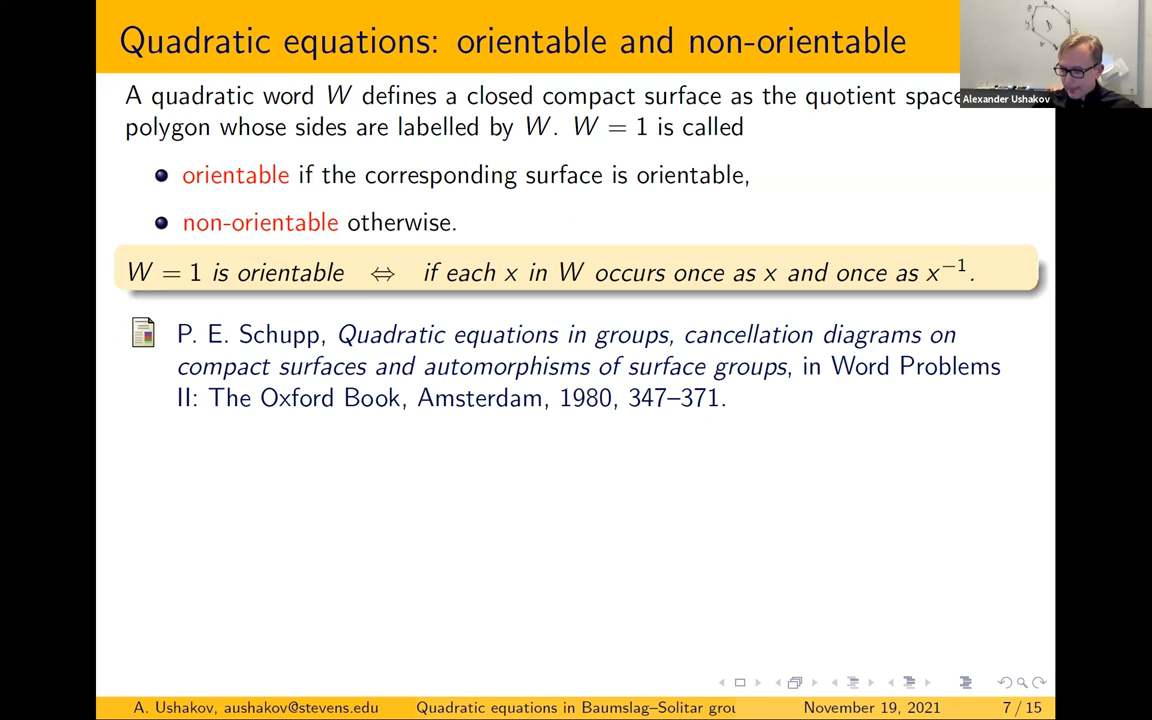 Quadratic equations: orientable and non-orientable
Alexander Ushakov
A quadratic word W defines a closed compact surface as the quotient space
polygon whose sides are labelled by W. W = 1 is called
orientable if the corresponding surface is orientable,
non-orientable otherwise.
W = 1 is orientable ⇔ if each x in W occurs once as x and once as x⁻¹.
P. E. Schupp, Quadratic equations in groups, cancellation diagrams on
compact surfaces and automorphisms of surface groups, in Word Problems
II: The Oxford Book, Amsterdam, 1980, 347–371.
A. Ushakov, aushakov@stevens.edu Quadratic equations in Baumslag–Solitar grou November 19, 2021 7 / 15